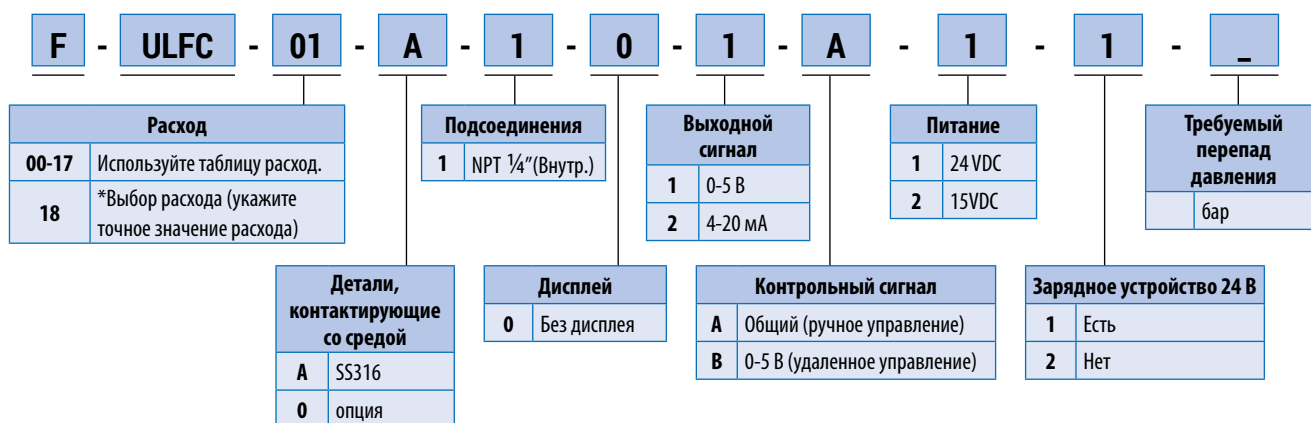 F - ULFC - 01 - A - 1 - 0 - 1 - A - 1 - 1 - _
Расход
00-17 Используйте таблицу расход.
18 *Выбор расхода (укажите
точное значение расхода)
Подсоединения
1 NPT ¼″(Внутр.)
Выходной
сигнал
1 0-5 В
2 4-20 мА
Питание
1 24 VDC
2 15VDC
Требуемый
перепад
давления
бар
Детали,
контактирующие
со средой
A SS316
0 опция
Дисплей
0 Без дисплея
Контрольный сигнал
A Общий (ручное управление)
B 0-5 В (удаленное управление)
Зарядное устройство 24 В
1 Есть
2 Нет